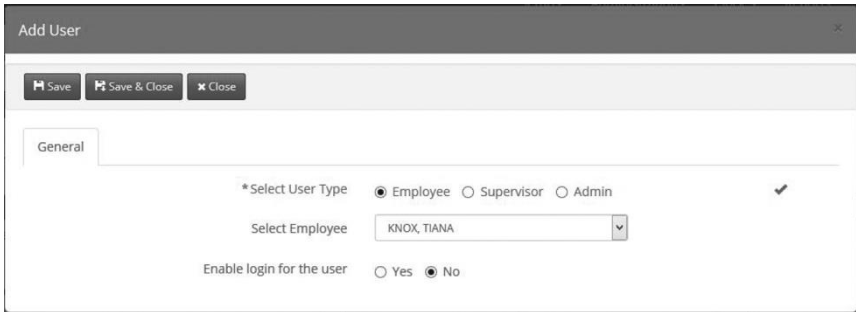 Add User
Save Save & Close Close
General
*Select User Type Employee Supervisor Admin
Select Employee KNOX, TIANA
Enable login for the user Yes No